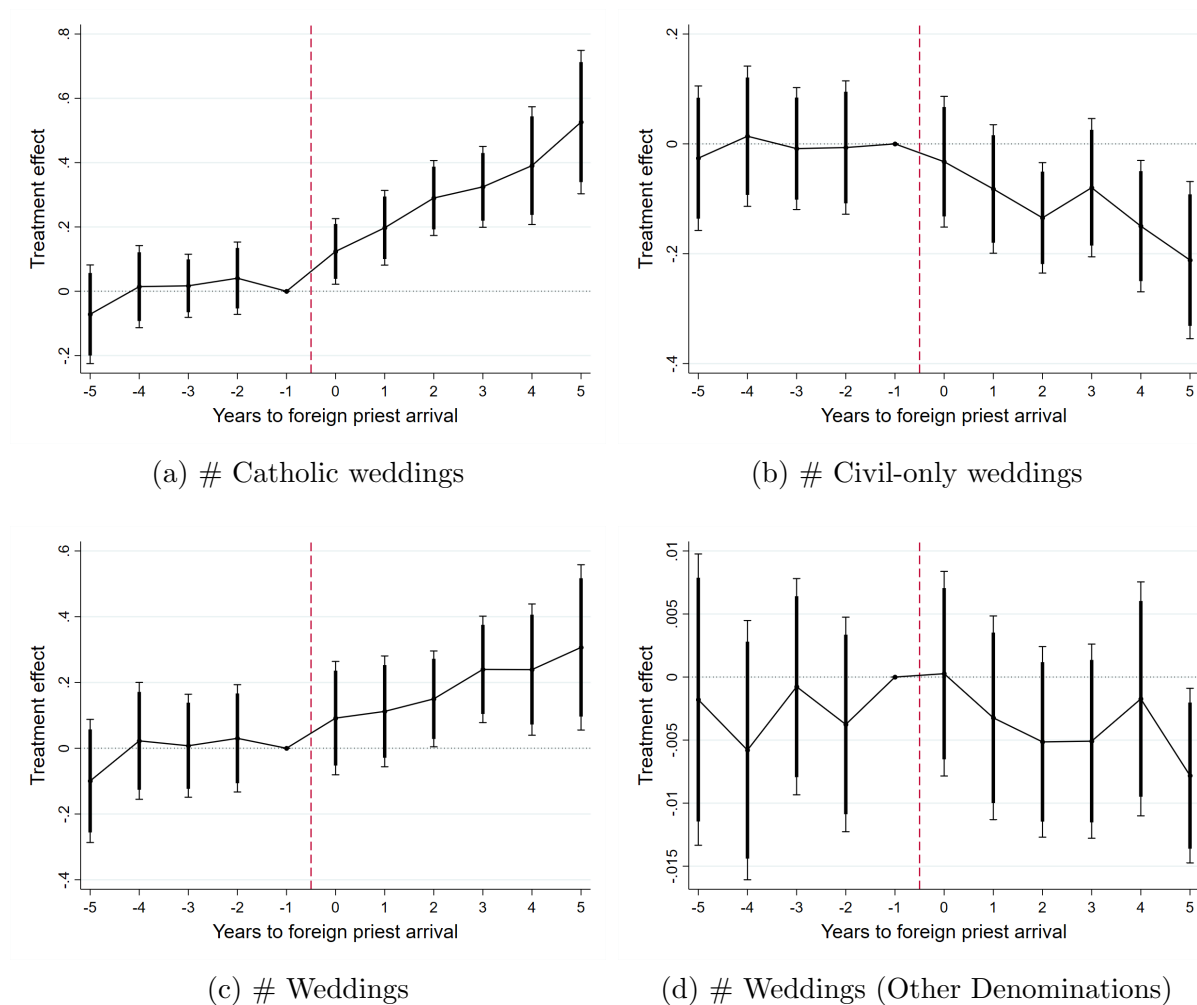 .8
.6
.4
.2
0
-.2
Treatment effect
-5 -4 -3 -2 -1 0 1 2 3 4 5
Years to foreign priest arrival
(a) # Catholic weddings
.2
0
-.2
-.4
Treatment effect
-5 -4 -3 -2 -1 0 1 2 3 4 5
Years to foreign priest arrival
(b) # Civil-only weddings
.6
.4
.2
0
-.2
-.4
Treatment effect
-5 -4 -3 -2 -1 0 1 2 3 4 5
Years to foreign priest arrival
(c) # Weddings
.01
.005
0
-.005
-.01
-.015
Treatment effect
-5 -4 -3 -2 -1 0 1 2 3 4 5
Years to foreign priest arrival
(d) # Weddings (Other Denominations)